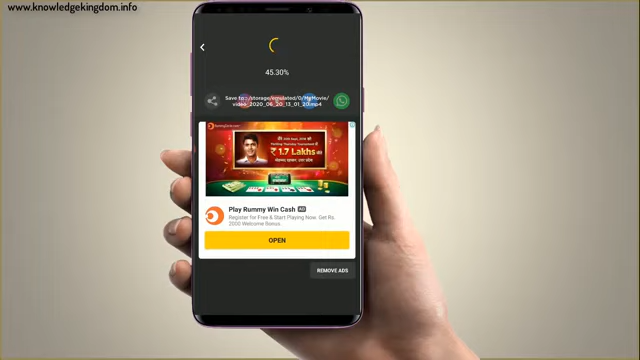 www.knowledgekingdom.info
45.30%
Save to :/storage/emulated/0/MyMovie/
video_2020_06_20_13_01_20.mp4
₹ 1.7 Lakhs
Play Rummy Win Cash AD
Register for Free & Start Playing Now. Get Rs.
2000 Welcome Bonus.
OPEN
REMOVE ADS